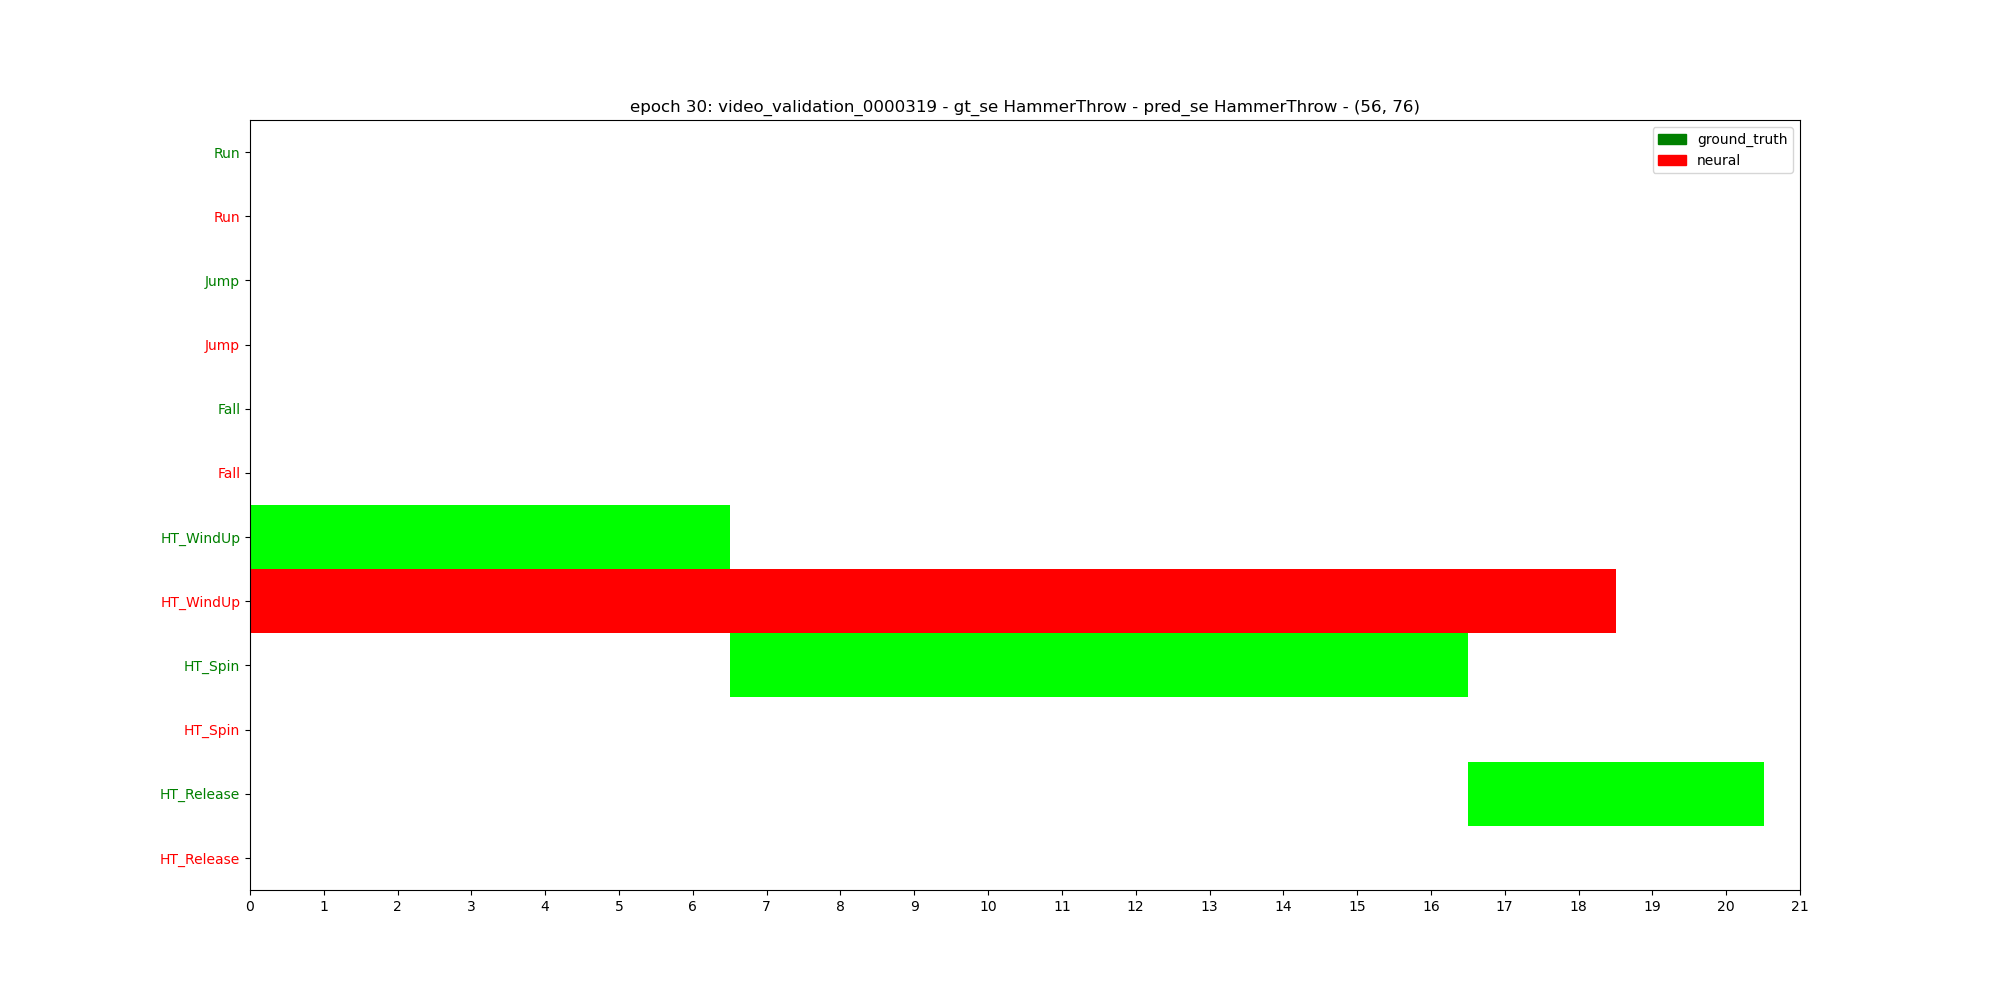 epoch 30: video_validation_0000319 - gt_se HammerThrow - pred_se HammerThrow - (56, 76)
ground_truth
neural
Run
Run
Jump
Jump
Fall
Fall
HT_WindUp
HT_WindUp
HT_Spin
HT_Spin
HT_Release
HT_Release
0 1 2 3 4 5 6 7 8 9 10 11 12 13 14 15 16 17 18 19 20 21